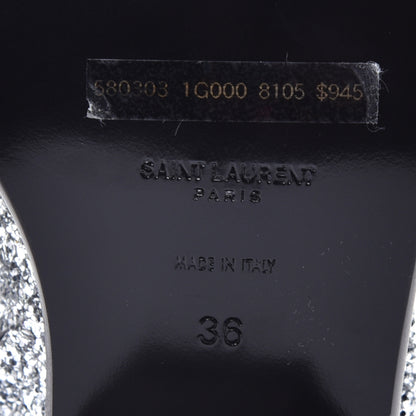 580303 1G000 8105 $945
SAINT LAURENT
PARIS
MADE IN ITALY
36